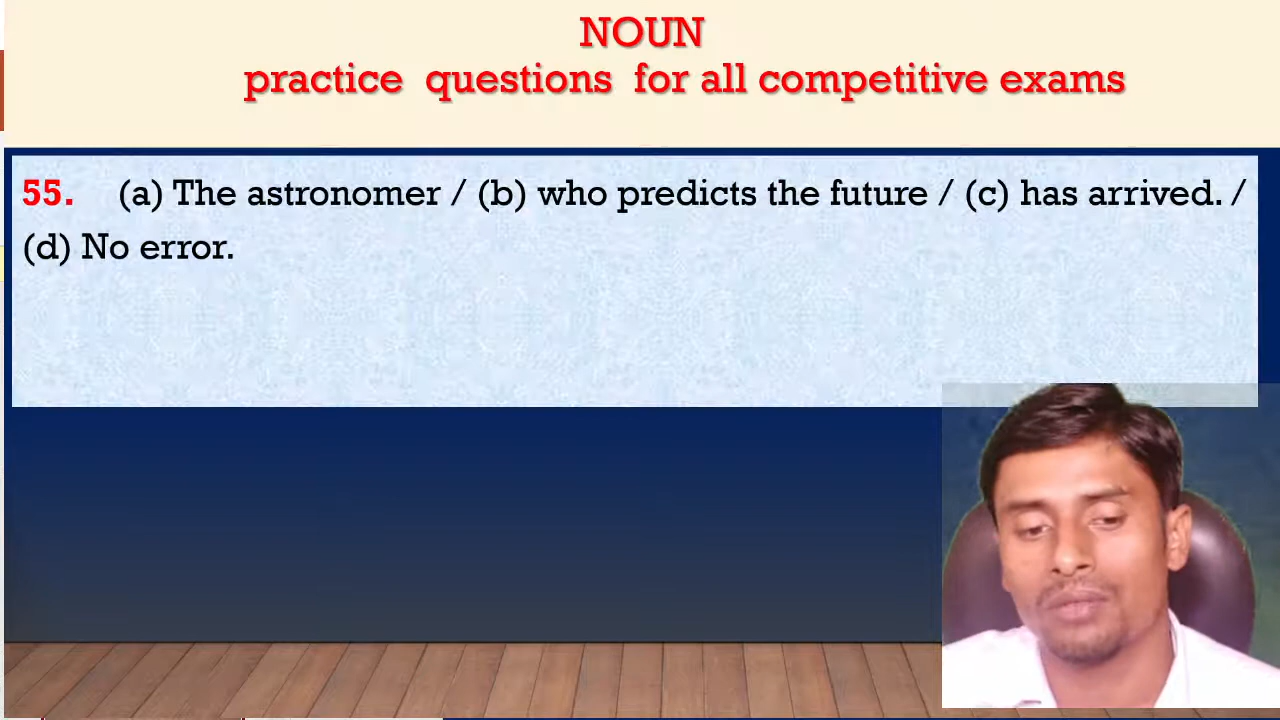 NOUN
practice questions for all competitive exams
55. (a) The astronomer / (b) who predicts the future / (c) has arrived. /
(d) No error.